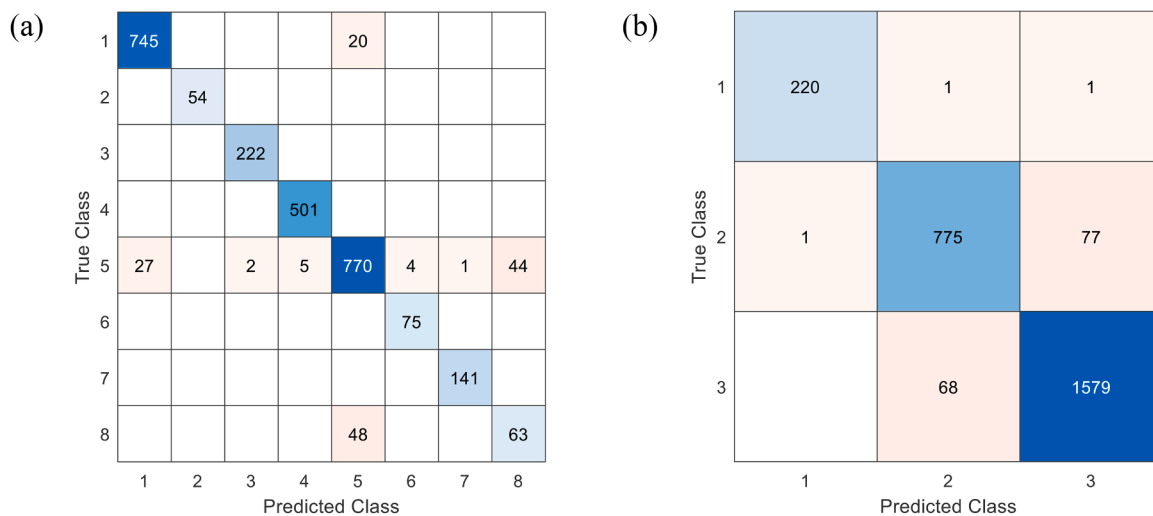 (a)
True Class
1 745 20
2 54
3 222
4 501
5 27 2 5 770 4 1 44
6 75
7 141
8 48 63
1 2 3 4 5 6 7 8
Predicted Class
(b)
True Class
1 220 1 1
2 1 775 77
3 68 1579
1 2 3
Predicted Class